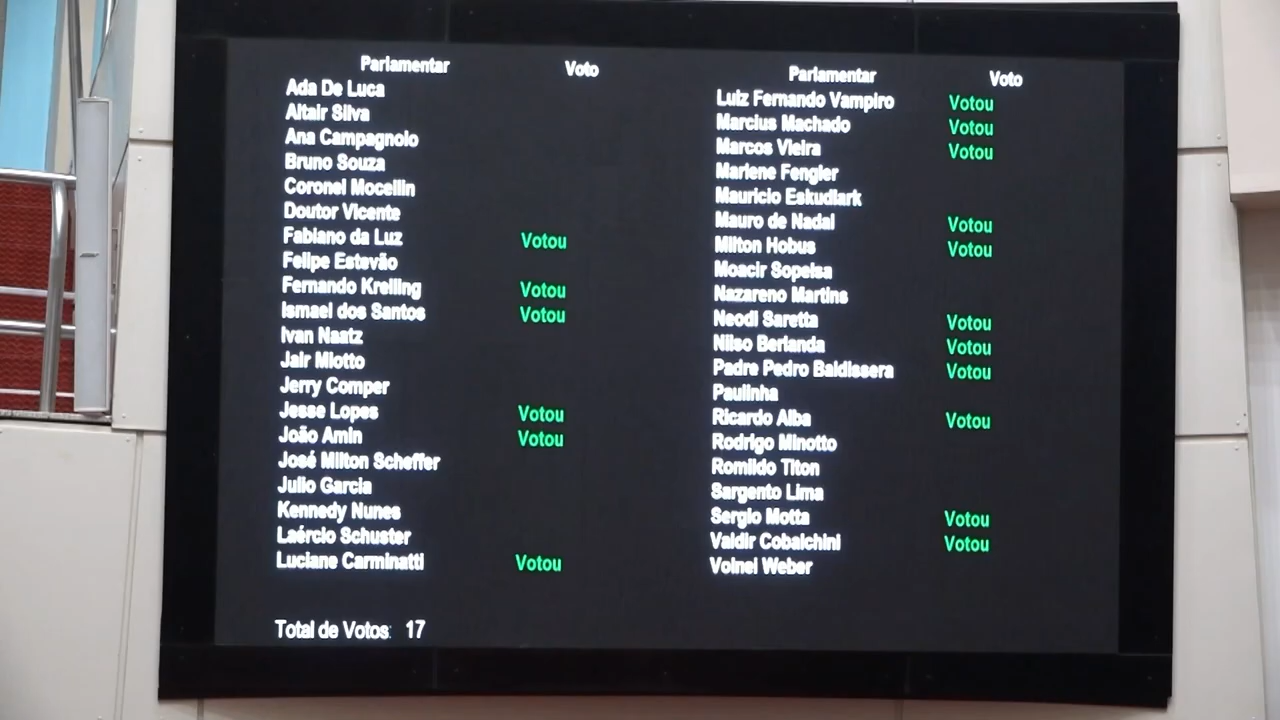 Parlamentar Voto
Ada De Luca
Altair Silva
Ana Campagnolo
Bruno Souza
Coronel Mocellin
Doutor Vicente
Fabiano da Luz Votou
Felipe Estevão
Fernando Krelling Votou
Ismael dos Santos Votou
Ivan Naatz
Jair Miotto
Jerry Comper
Jesse Lopes Votou
João Amin Votou
José Milton Scheffer
Julio Garcia
Kennedy Nunes
Laércio Schuster
Luciane Carminatti Votou
Total de Votos: 17
Parlamentar Voto
Luiz Fernando Vampiro Votou
Marcius Machado Votou
Marcos Vieira Votou
Marlene Fengler
Mauricio Eskudlark
Mauro de Nadal Votou
Milton Hobus Votou
Moacir Sopelsa
Nazareno Martins
Neodi Saretta Votou
Nilso Berlanda Votou
Padre Pedro Baldissera Votou
Paulinha
Ricardo Alba Votou
Rodrigo Minotto
Romildo Titon
Sargento Lima
Sergio Motta Votou
Valdir Cobalchini Votou
Volnei Weber